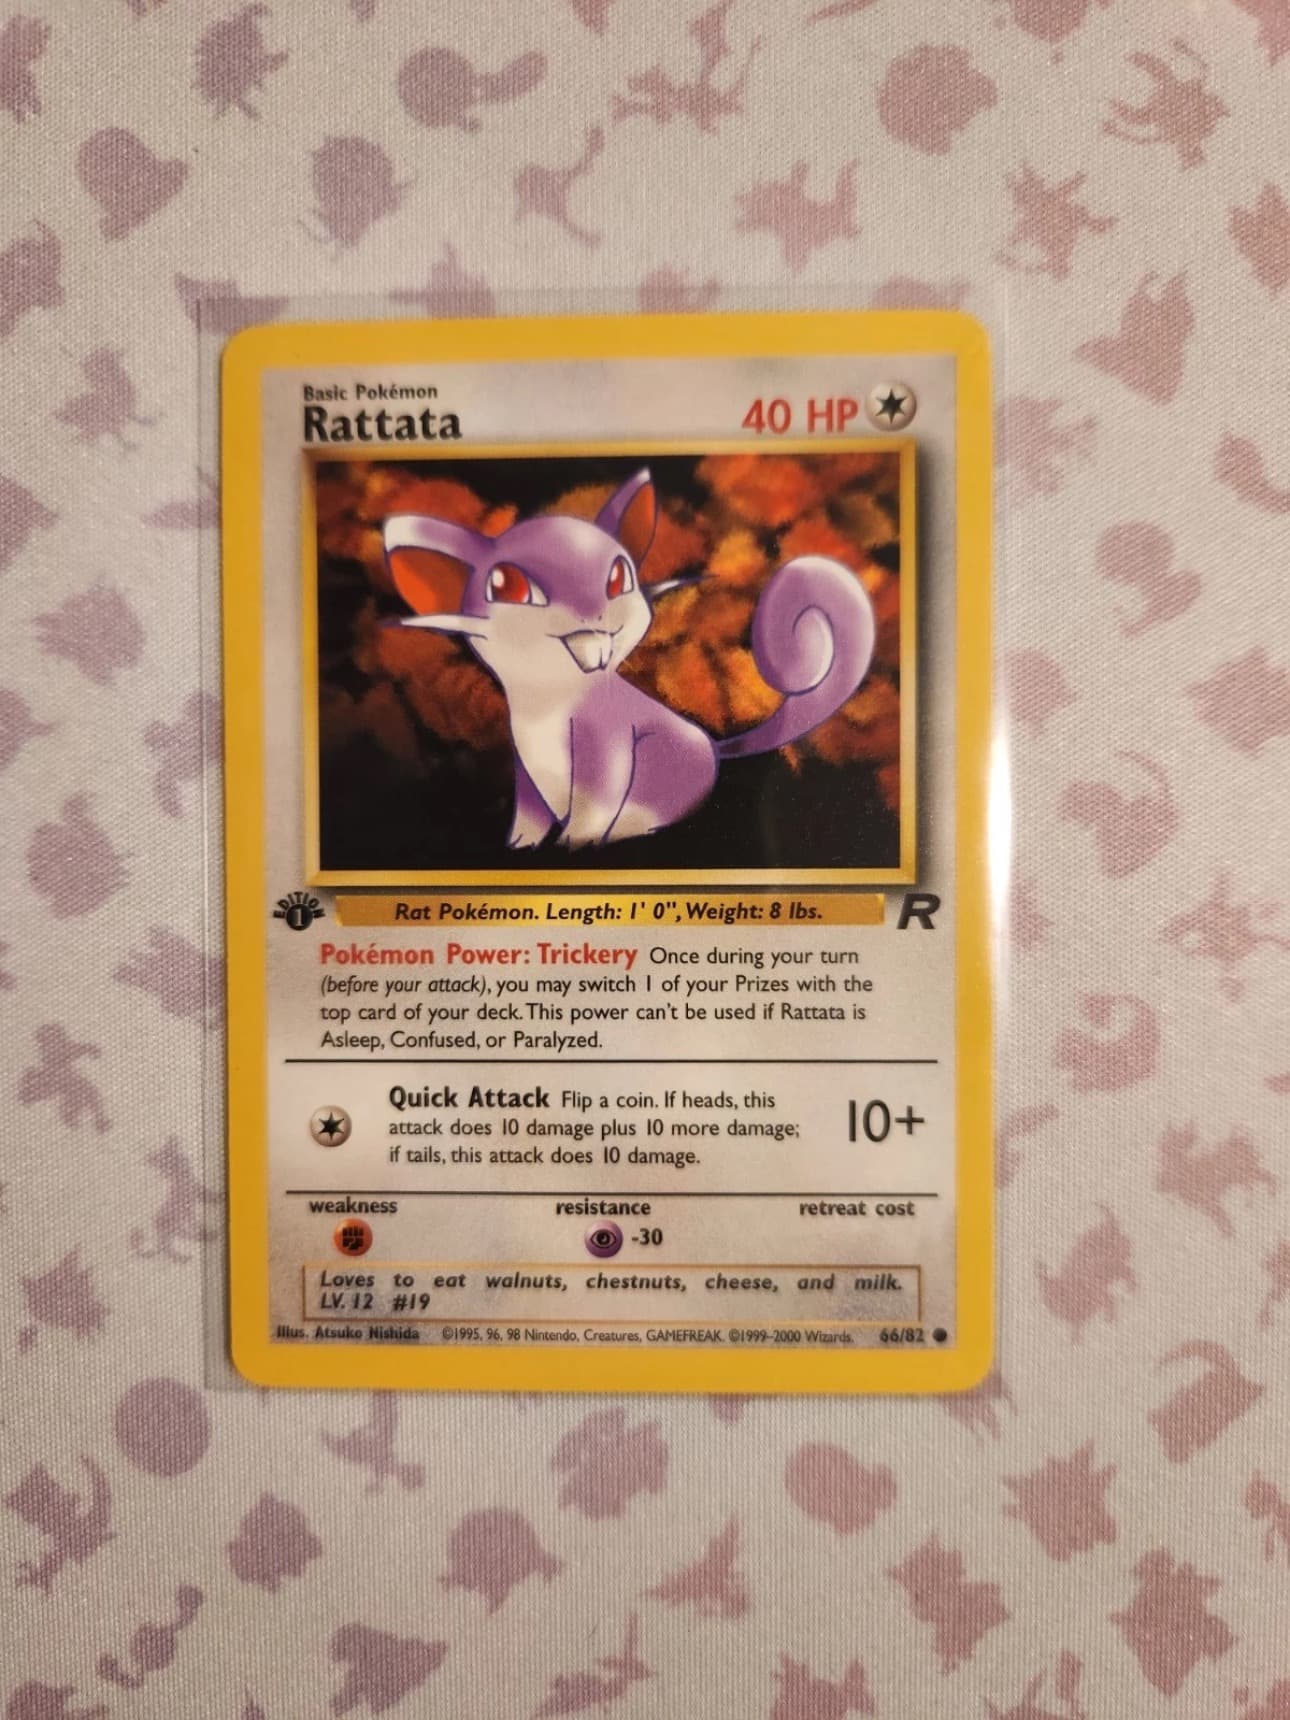 Basic Pokémon
Rattata
40 HP
EDITION
1
Rat Pokémon. Length: 1' 0", Weight: 8 lbs.
R
Pokémon Power: Trickery Once during your turn
(before your attack), you may switch 1 of your Prizes with the
top card of your deck. This power can't be used if Rattata is
Asleep, Confused, or Paralyzed.
Quick Attack Flip a coin. If heads, this
attack does 10 damage plus 10 more damage;
if tails, this attack does 10 damage.
10+
weakness
resistance
retreat cost
-30
Loves to eat walnuts, chestnuts, cheese, and milk.
LV. 12 #19
Illus. Atsuko Nishida ©1995, 96, 98 Nintendo, Creatures, GAMEFREAK. ©1999–2000 Wizards. 66/82